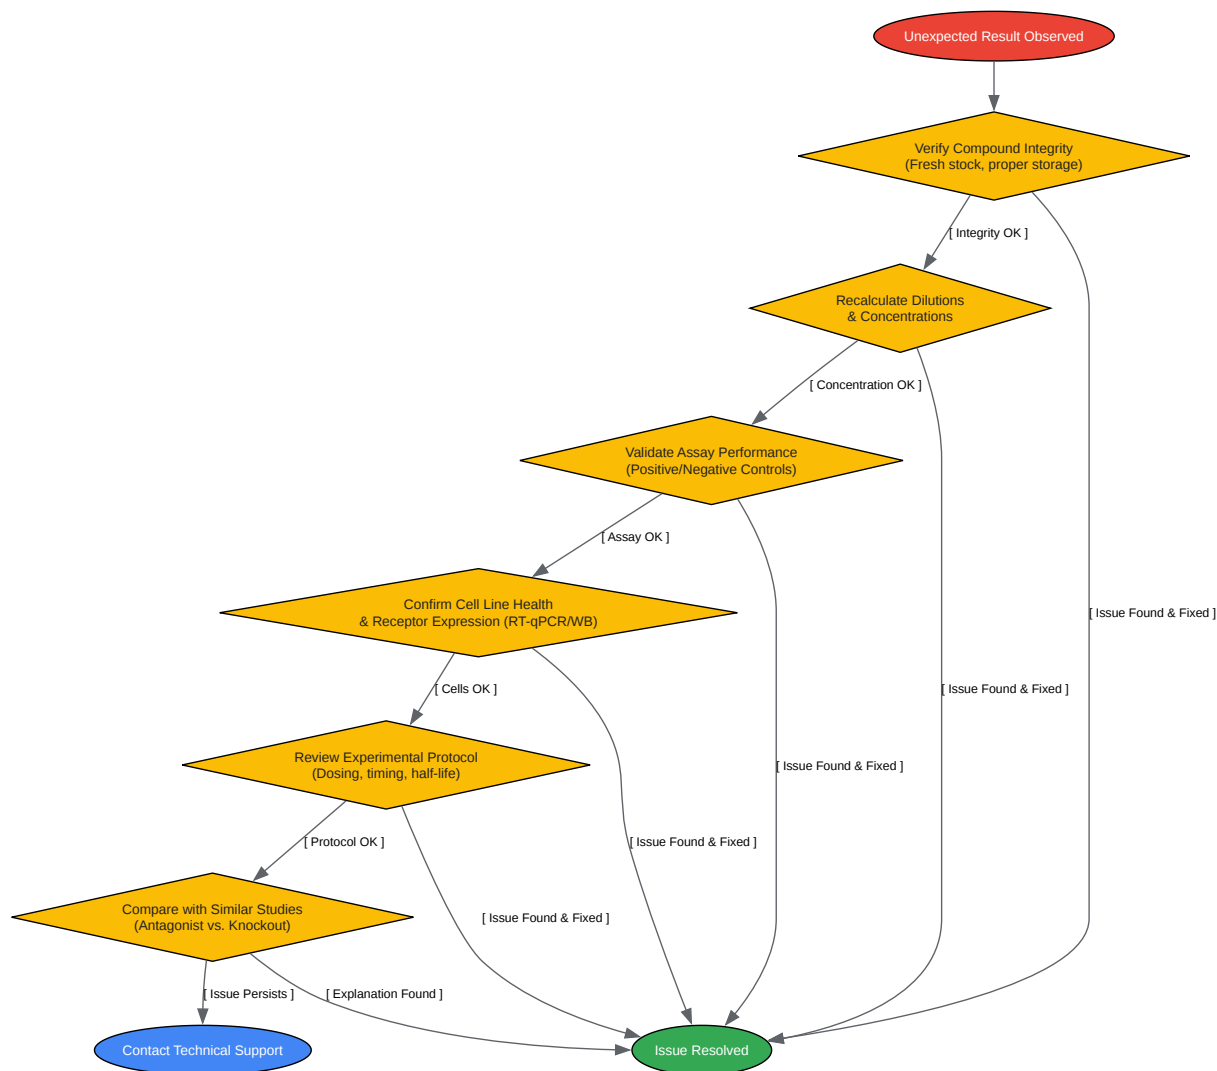 Unexpected Result Observed
Verify Compound Integrity
(Fresh stock, proper storage)
[ Integrity OK ]
Recalculate Dilutions
& Concentrations
[ Concentration OK ]
Validate Assay Performance
(Positive/Negative Controls)
[ Assay OK ]
Confirm Cell Line Health
& Receptor Expression (RT-qPCR/WB)
[ Issue Found & Fixed ]
[ Cells OK ]
[ Issue Found & Fixed ]
Review Experimental Protocol
(Dosing, timing, half-life)
[ Issue Found & Fixed ]
[ Protocol OK ]
[ Issue Found & Fixed ]
Compare with Similar Studies
(Antagonist vs. Knockout)
[ Issue Found & Fixed ]
[ Issue Persists ]
[ Explanation Found ]
Contact Technical Support
Issue Resolved